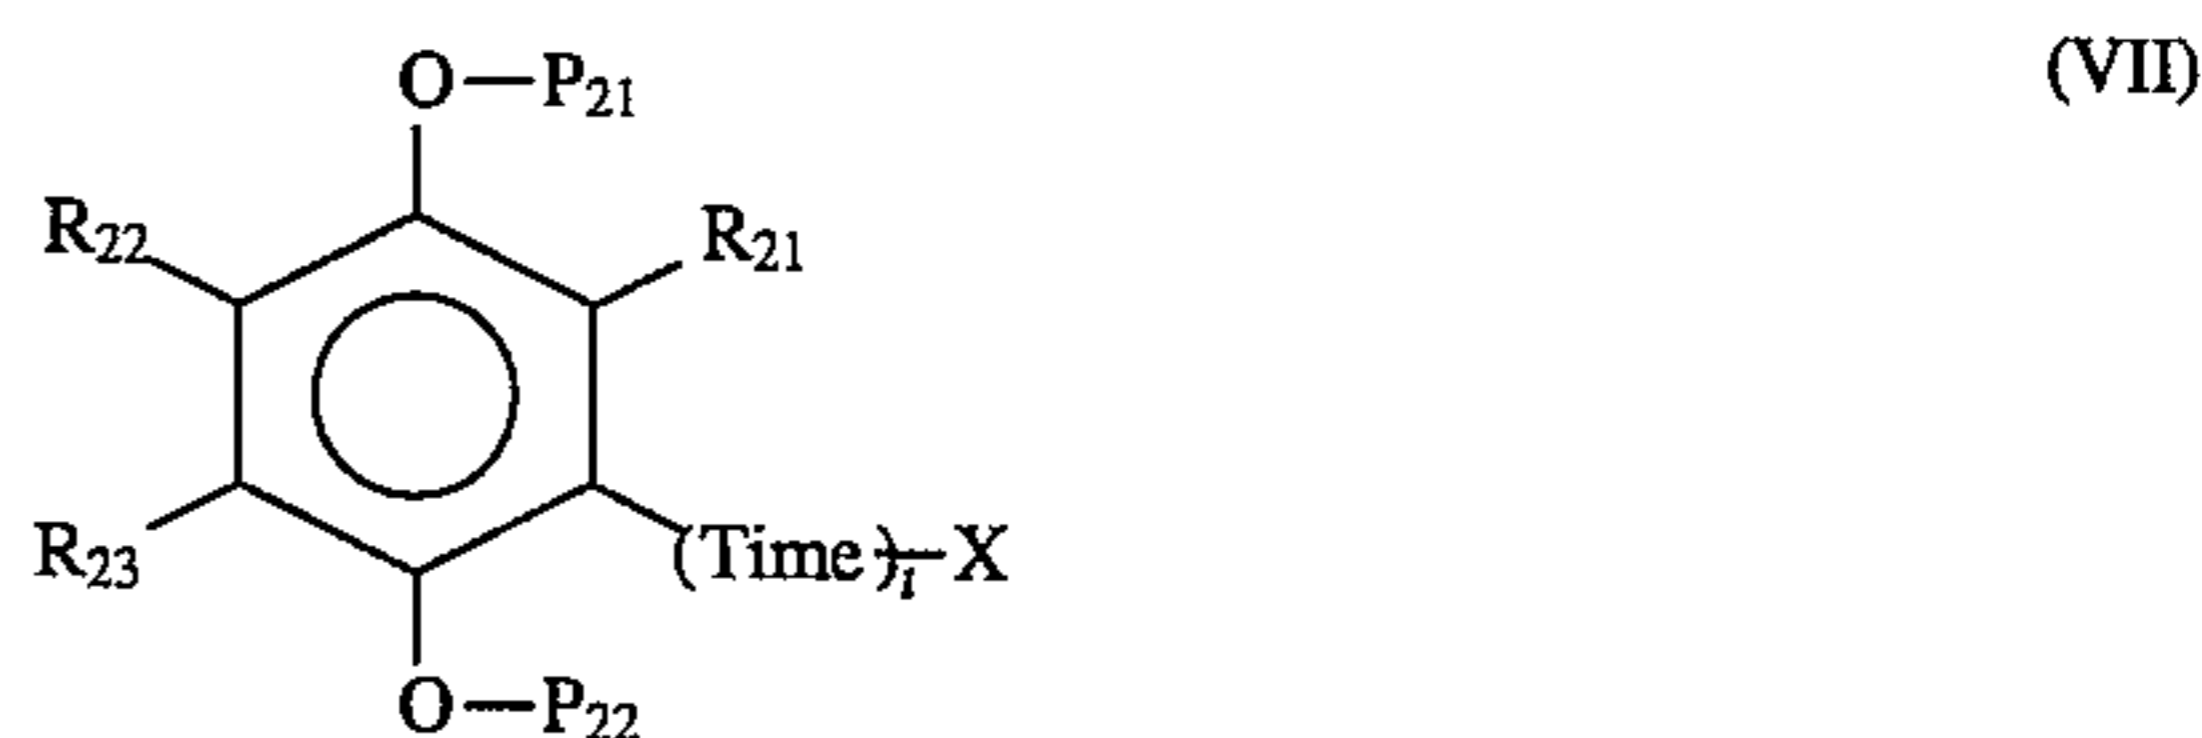 O—P21 (VII)
R22 R21
R23 (Time)i—X
O—P22